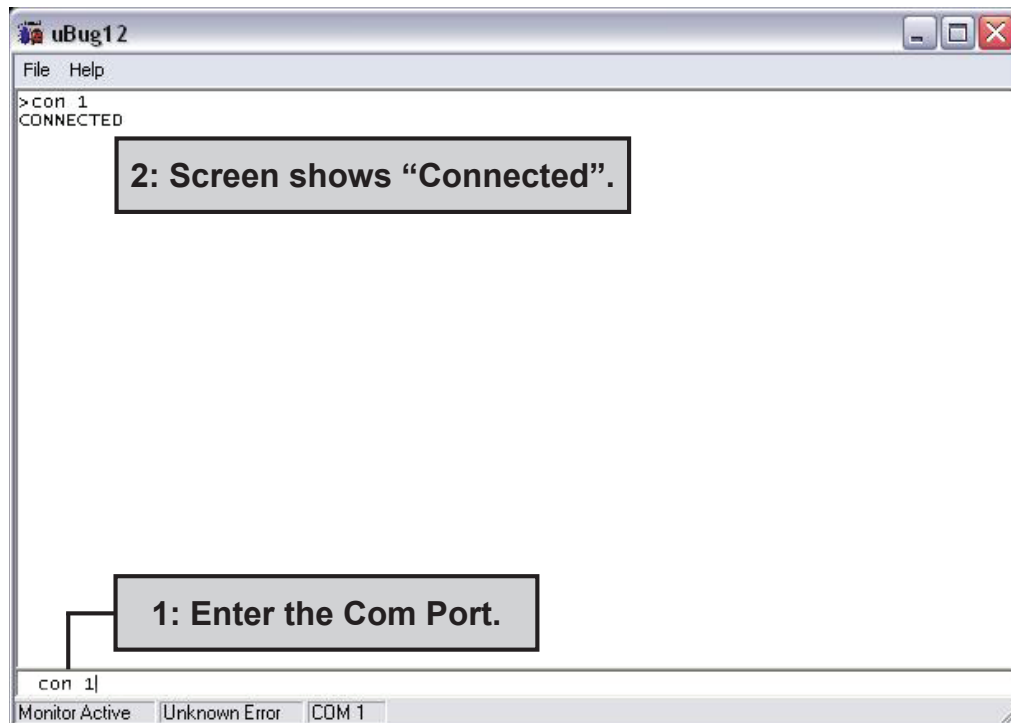 uBug12
File Help
>con 1
CONNECTED
2: Screen shows “Connected”.
1: Enter the Com Port.
con 1
Monitor Active Unknown Error COM 1